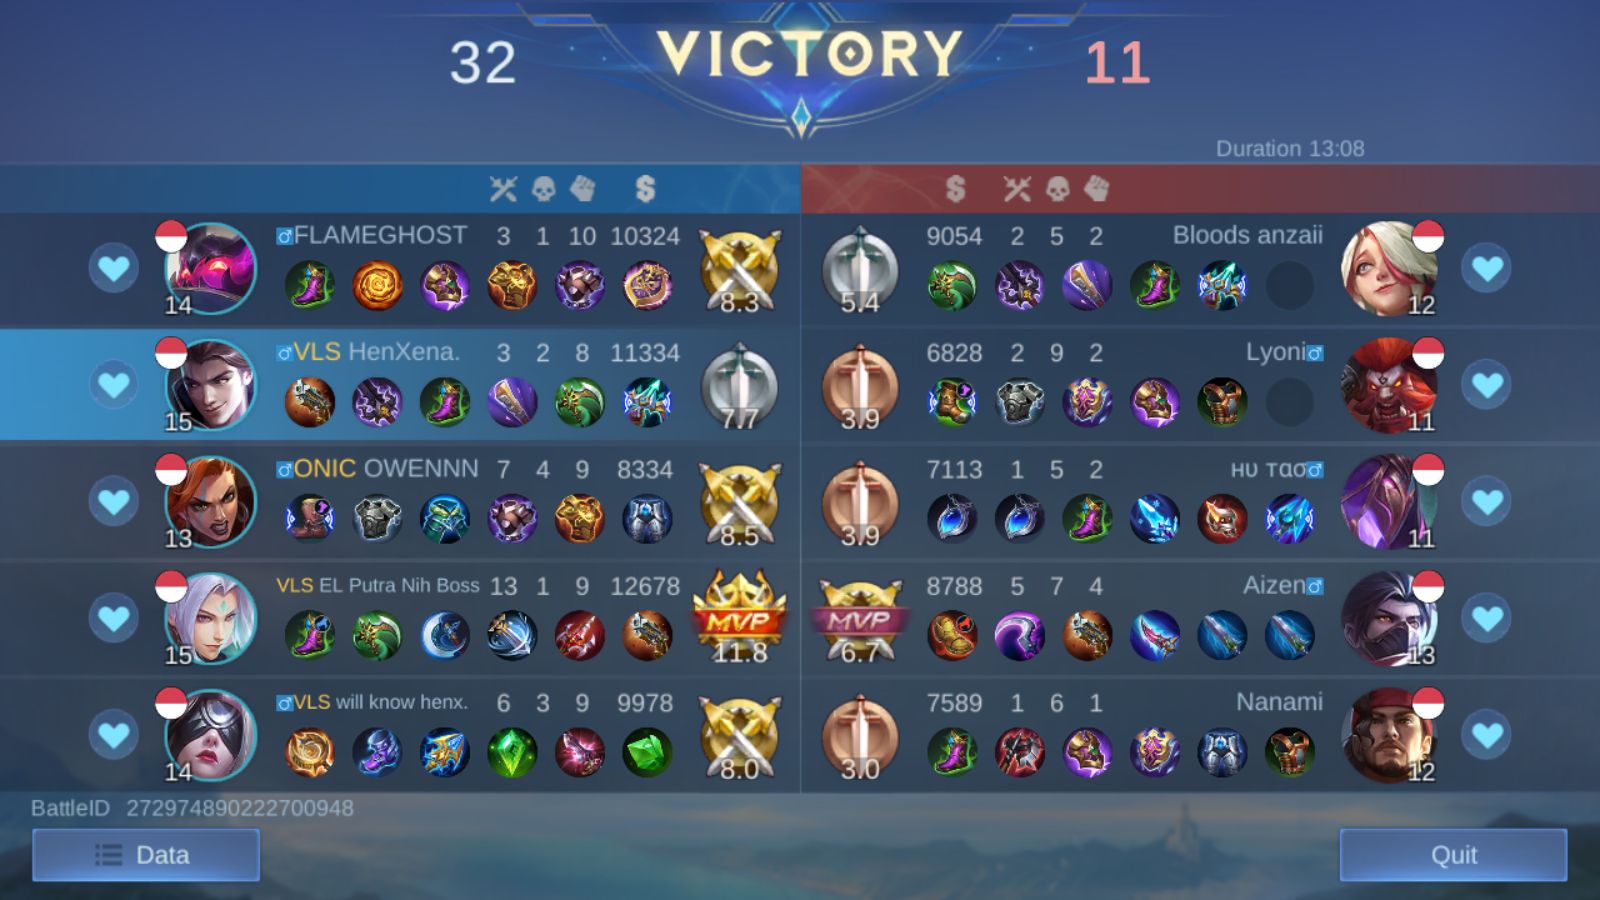 32 VICTORY 11
Duration 13:08
FLAMEGHOST 3 1 10 10324
14 8.3
9054 2 5 2 Bloods anzaii
5.4 12
VLS HenXena. 3 2 8 11334
15 7.7
6828 2 9 2 Lyoni
3.9 11
ONIC OWENNN 7 4 9 8334
13 8.5
7113 1 5 2 ʜυ τασ
3.9 11
VLS EL Putra Nih Boss 13 1 9 12678
15 MVP 11.8
8788 5 7 4 Aizen
MVP 6.7 13
VLS will know henx. 6 3 9 9978
14 8.0
7589 1 6 1 Nanami
3.0 12
BattleID 272974890222700948
Data
Quit